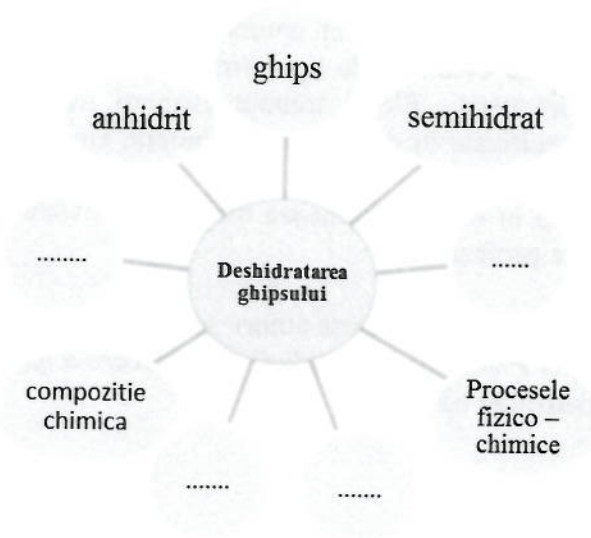 ghips
anhidrit
semihidrat
........
Deshidratarea
ghipsului
......
compozitie
chimica
Procesele
fizico –
chimice
.......
.......